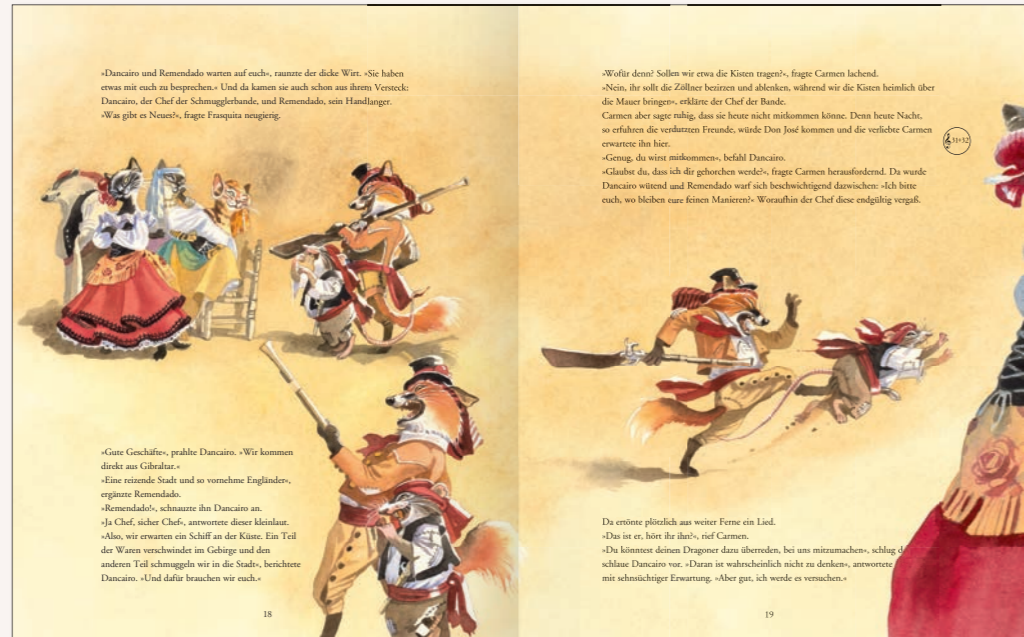 »Dancairo und Remendado warten auf euch«, raunzte der dicke Wirt. »Sie haben
etwas mit euch zu besprechen.« Und da kamen sie auch schon aus ihrem Versteck:
Dancairo, der Chef der Schmugglerbande, und Remendado, sein Handlanger.
»Was gibt es Neues?«, fragte Frasquita neugierig.
»Gute Geschäfte«, prahlte Dancairo. »Wir kommen
direkt aus Gibraltar.«
»Eine reizende Stadt und so vornehme Engländer«,
ergänzte Remendado.
»Remendado!«, schnauzte ihn Dancairo an.
»Ja Chef, sicher Chef«, antwortete dieser kleinlaut.
»Also, wir erwarten ein Schiff an der Küste. Ein Teil
der Waren verschwindet im Gebirge und den
anderen Teil schmuggeln wir in die Stadt«, berichtete
Dancairo. »Und dafür brauchen wir euch.«
18
»Wofür denn? Sollen wir etwa die Kisten tragen?«, fragte Carmen lachend.
»Nein, ihr sollt die Zöllner bezirzen und ablenken, während wir die Kisten heimlich über
die Mauer bringen«, erklärte der Chef der Bande.
Carmen aber sagte ruhig, dass sie heute nicht mitkommen könne. Denn heute Nacht,
so erfuhren die verdutzten Freunde, würde Don José kommen und die verliebte Carmen
erwartete ihn hier.
»Genug, du wirst mitkommen«, befahl Dancairo.
»Glaubst du, dass ich dir gehorchen werde?«, fragte Carmen herausfordernd. Da wurde
Dancairo wütend und Remendado warf sich beschwichtigend dazwischen: »Ich bitte
euch, wo bleiben eure feinen Manieren?« Woraufhin der Chef diese endgültig vergaß.
31+32
Da ertönte plötzlich aus weiter Ferne ein Lied.
»Das ist er, hört ihr ihn?«, rief Carmen.
»Du könntest deinen Dragoner dazu überreden, bei uns mitzumachen«, schlug
schlaue Dancairo vor. »Daran ist wahrscheinlich nicht zu denken«, antwortete
mit sehnsüchtiger Erwartung. »Aber gut, ich werde es versuchen.«
19